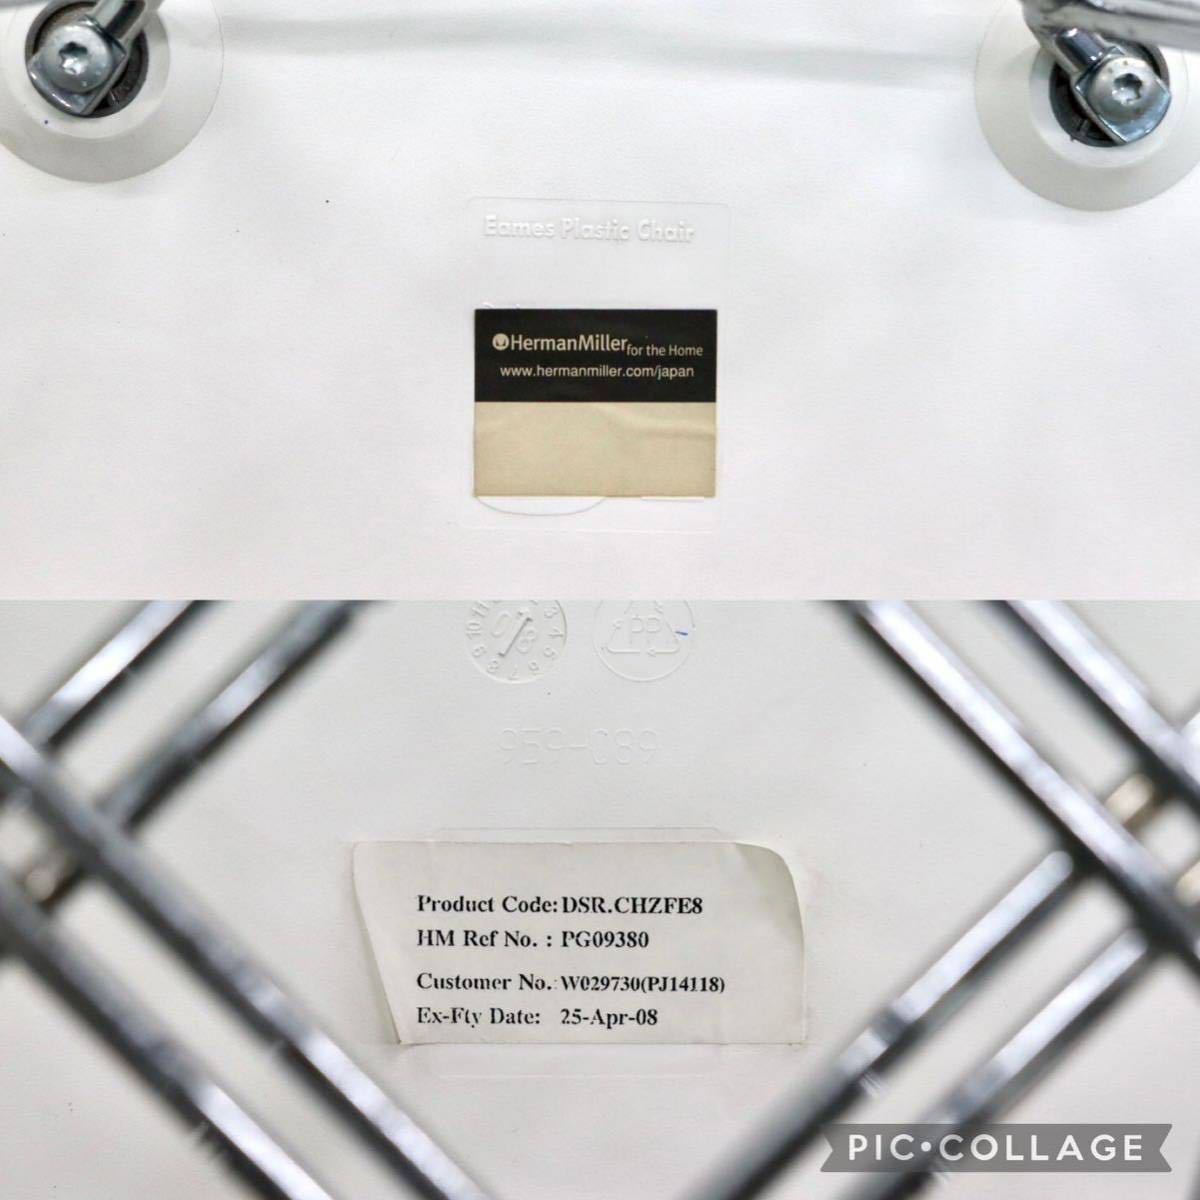 Eames Plastic Chair
HermanMiller for the Home
www.hermanmiller.com/japan
PP
Product Code: DSR.CHZFE8
HM Ref No. : PG09380
Customer No.: W029730(PJ14118)
Ex-Fty Date: 25-Apr-08
PIC•COLLAGE